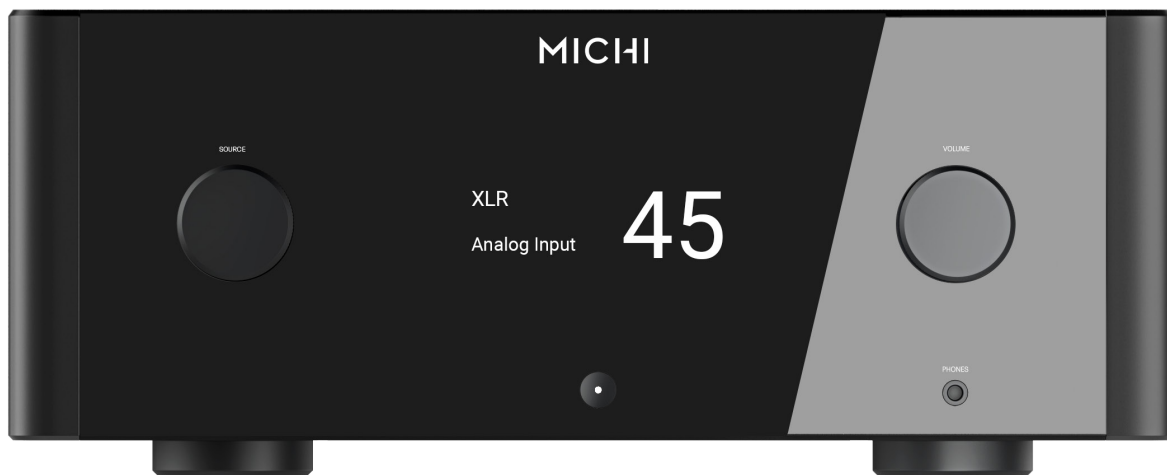 MICHI
SOURCE
VOLUME
XLR
45
Analog Input
PHONES